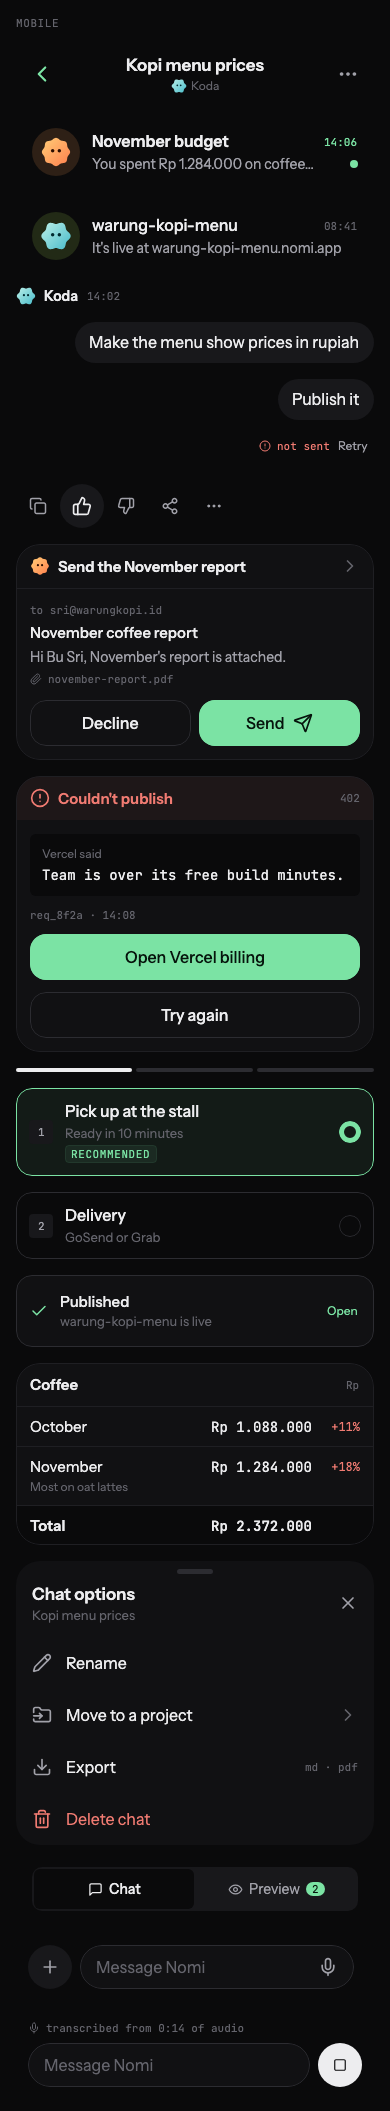 MOBILE
Kopi menu prices
Koda
November budget
14:06
You spent Rp 1.284.000 on coffee...
warung-kopi-menu
08:41
It's live at warung-kopi-menu.nomi.app
Koda 14:02
Make the menu show prices in rupiah
Publish it
not sent Retry
Send the November report
to sri@warungkopi.id
November coffee report
Hi Bu Sri, November's report is attached.
november-report.pdf
Decline
Send
Couldn't publish
402
Vercel said
Team is over its free build minutes.
req_8f2a · 14:08
Open Vercel billing
Try again
1
Pick up at the stall
Ready in 10 minutes
RECOMMENDED
2
Delivery
GoSend or Grab
Published
warung-kopi-menu is live
Open
Coffee Rp
October Rp 1.088.000 +11%
November Rp 1.284.000 +18%
Most on oat lattes
Total Rp 2.372.000
Chat options
Kopi menu prices
Rename
Move to a project
Export md · pdf
Delete chat
Chat
Preview 2
Message Nomi
transcribed from 0:14 of audio
Message Nomi